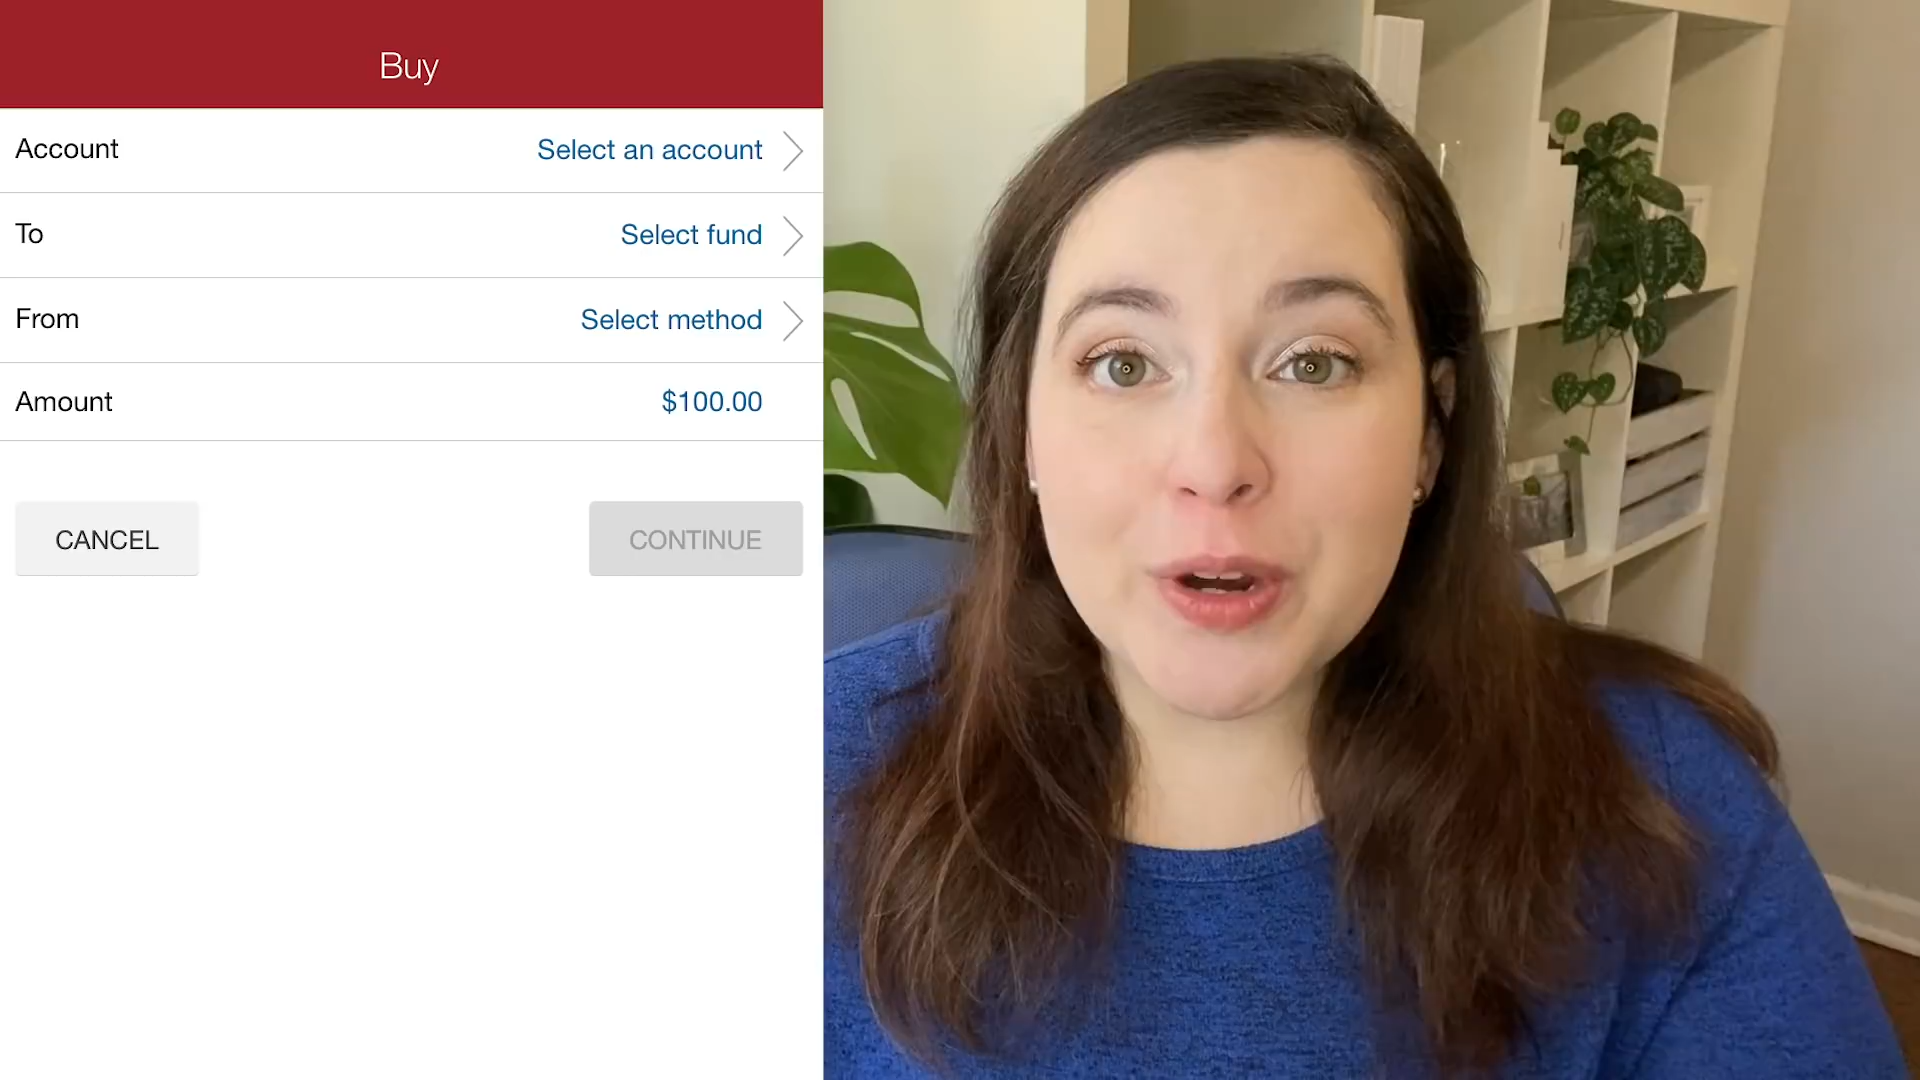 Buy
Account Select an account
To Select fund
From Select method
Amount $100.00
CANCEL CONTINUE